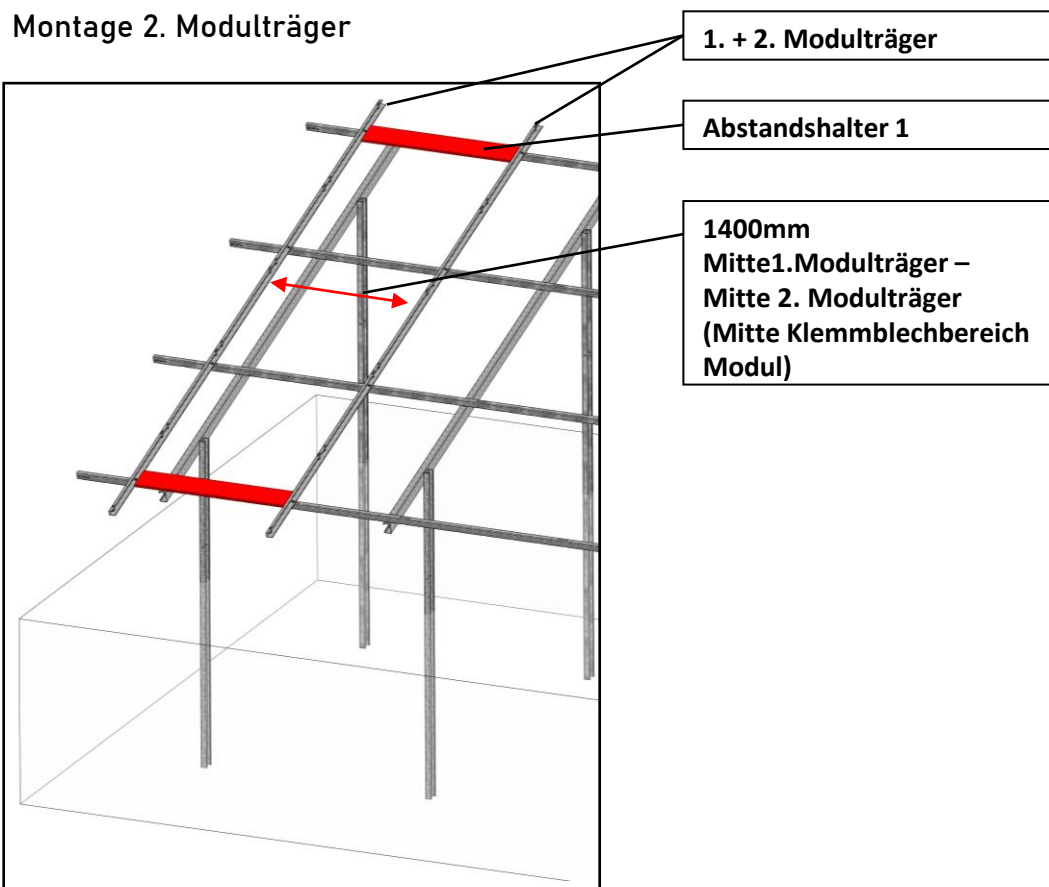 Montage 2. Modulträger
1. + 2. Modulträger
Abstandshalter 1
1400mm
Mitte1.Modulträger –
Mitte 2. Modulträger
(Mitte Klemmblechbereich
Modul)